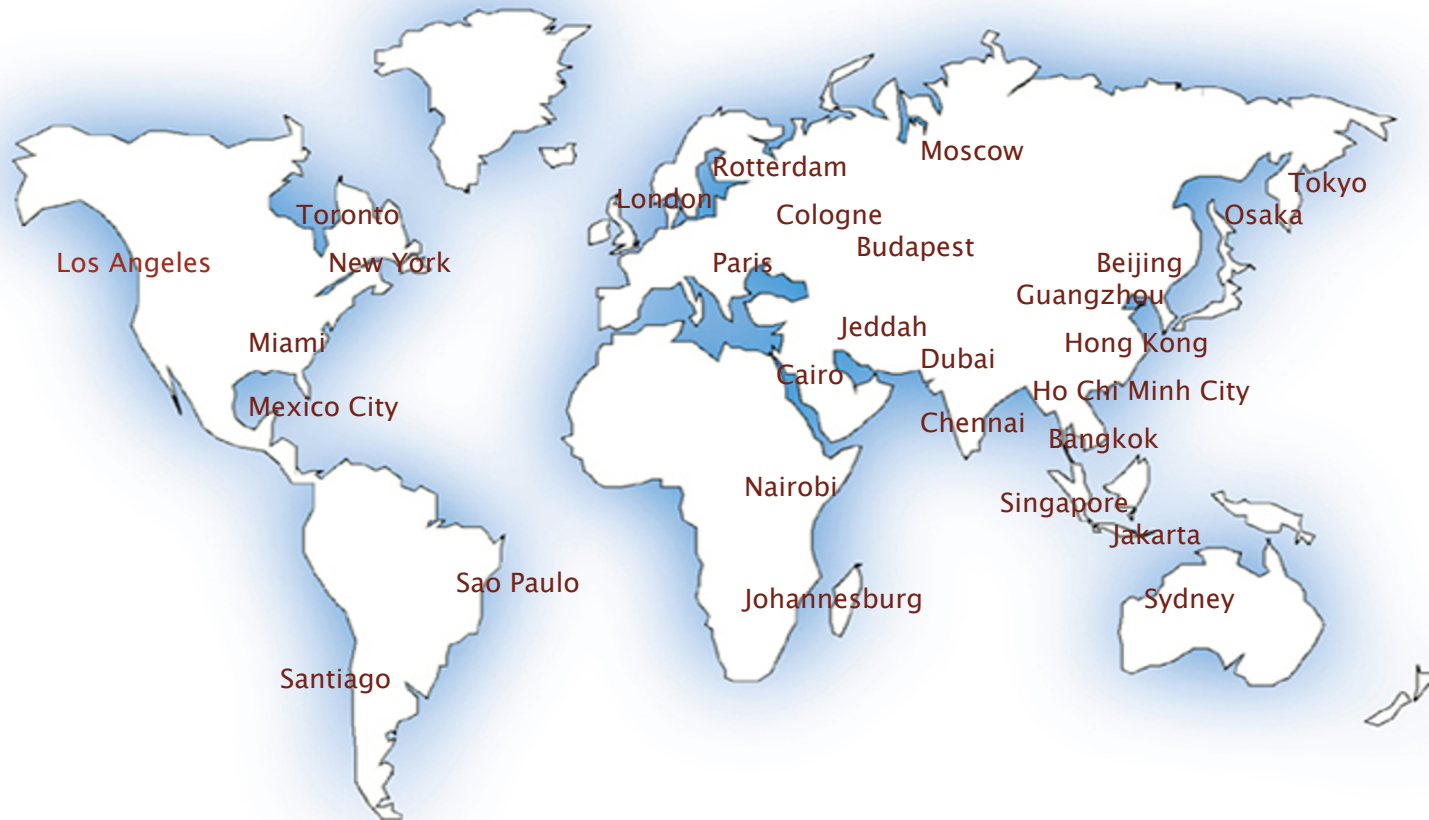 Moscow
Rotterdam
Tokyo
London
Toronto
Cologne
Osaka
Budapest
Los Angeles
New York
Paris
Beijing
Guangzhou
Jeddah
Miami
Hong Kong
Dubai
Cairo
Ho Chi Minh City
Mexico City
Chennai
Bangkok
Nairobi
Singapore
Jakarta
Sao Paulo
Johannesburg
Sydney
Santiago